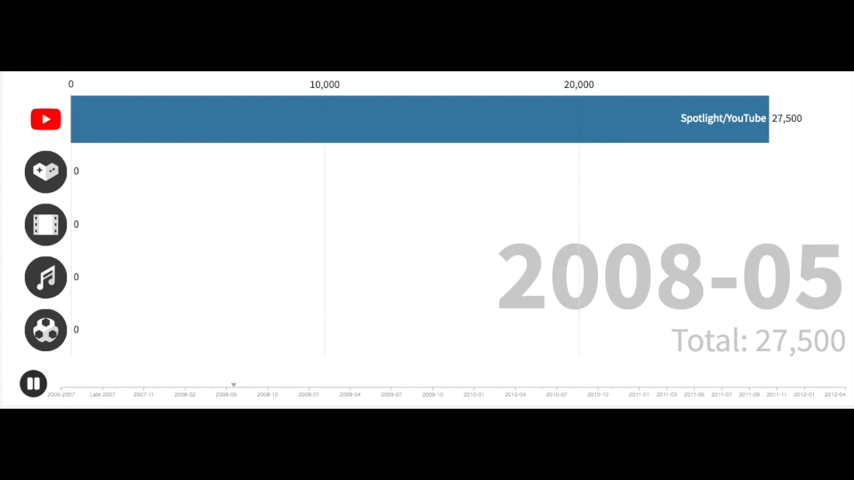 0 10,000 20,000
Spotlight/YouTube 27,500
0
0
0
0
2008-05
Total: 27,500
2006-2007 Late 2007 2007-11 2008-02 2008-05 2008-10 2009-01 2009-04 2009-07 2009-10 2010-01 2010-04 2010-07 2010-10 2011-01 2011-03 2011-05 2011-07 2011-09 2011-11 2012-01 2012-04